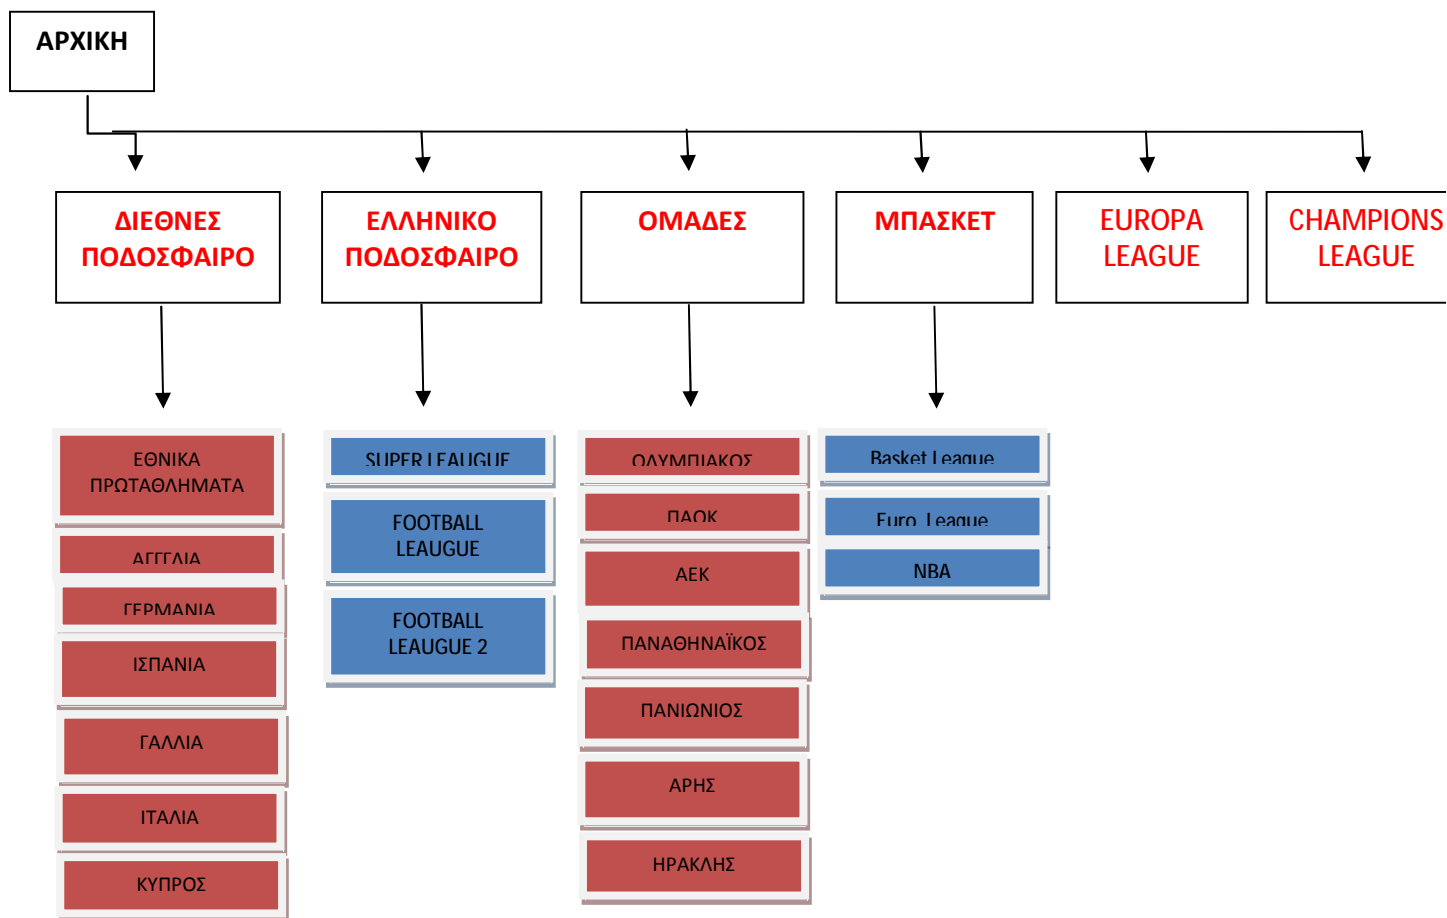 ΑΡΧΙΚΗ
ΔΙΕΘΝΕΣ
ΠΟΔΟΣΦΑΙΡΟ
ΕΛΛΗΝΙΚΟ
ΠΟΔΟΣΦΑΙΡΟ
ΟΜΑΔΕΣ
ΜΠΑΣΚΕΤ
EUROPA
LEAGUE
CHAMPIONS
LEAGUE
ΕΘΝΙΚΑ
ΠΡΩΤΑΘΛΗΜΑΤΑ
ΑΓΓΓΛΙΑ
ΓΕΡΜΑΝΙΑ
ΙΣΠΑΝΙΑ
ΓΑΛΛΙΑ
ΙΤΑΛΙΑ
ΚΥΠΡΟΣ
SUPER LEAUGUE
FOOTBALL
LEAUGUE
FOOTBALL
LEAUGUE 2
ΟΛΥΜΠΙΑΚΟΣ
ΠΑΟΚ
ΑΕΚ
ΠΑΝΑΘΗΝΑΪΚΟΣ
ΠΑΝΙΩΝΙΟΣ
ΑΡΗΣ
ΗΡΑΚΛΗΣ
Basket League
Euro League
NBA